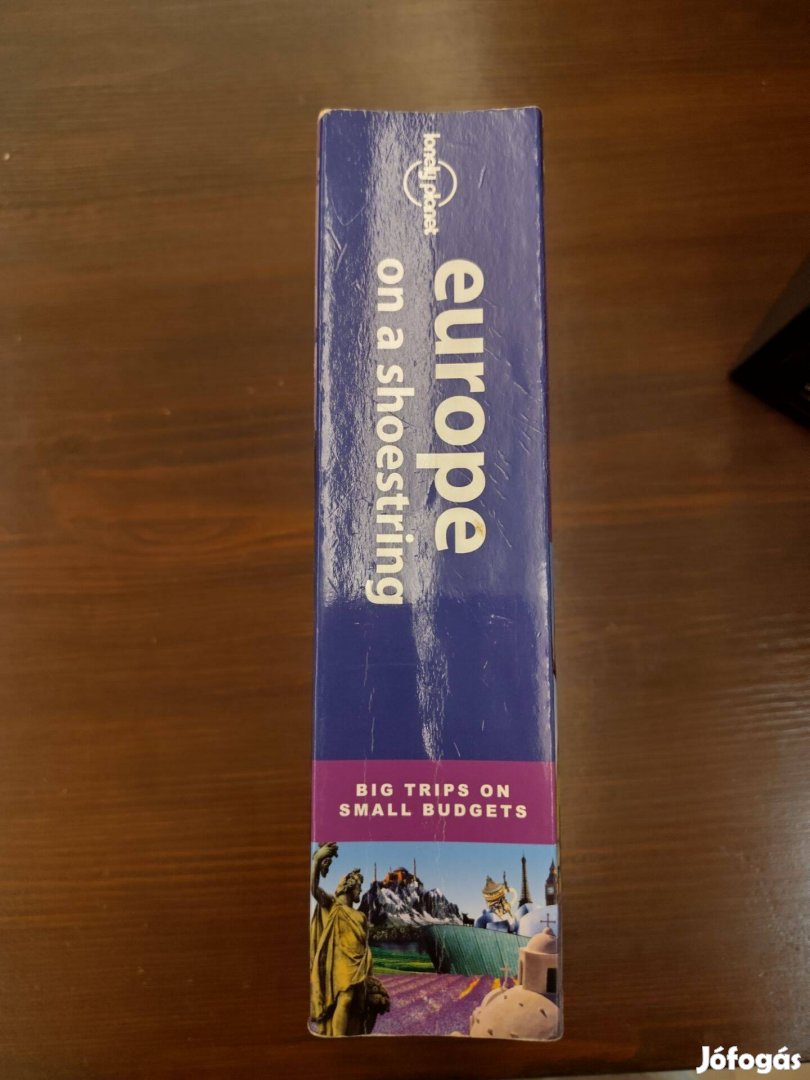 lonely planet
europe
on a shoestring
BIG TRIPS ON
SMALL BUDGETS
Jófogás